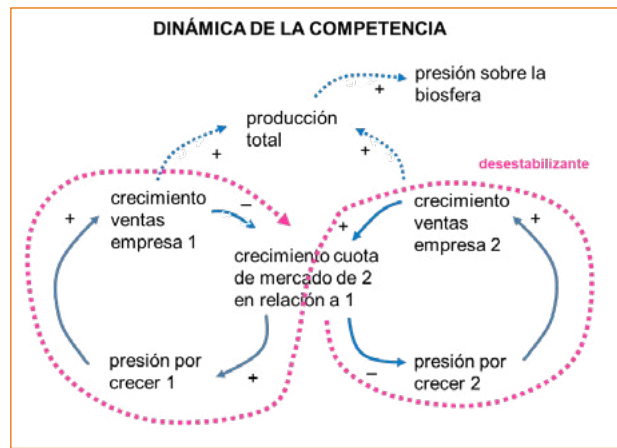 DINÁMICA DE LA COMPETENCIA
presión sobre la
biosfera
+
producción
total
+
+
desestabilizante
+
crecimiento
ventas
empresa 1
−
+
crecimiento
ventas
empresa 2
+
crecimiento cuota
de mercado de 2
en relación a 1
presión por
crecer 1
+
−
presión por
crecer 2